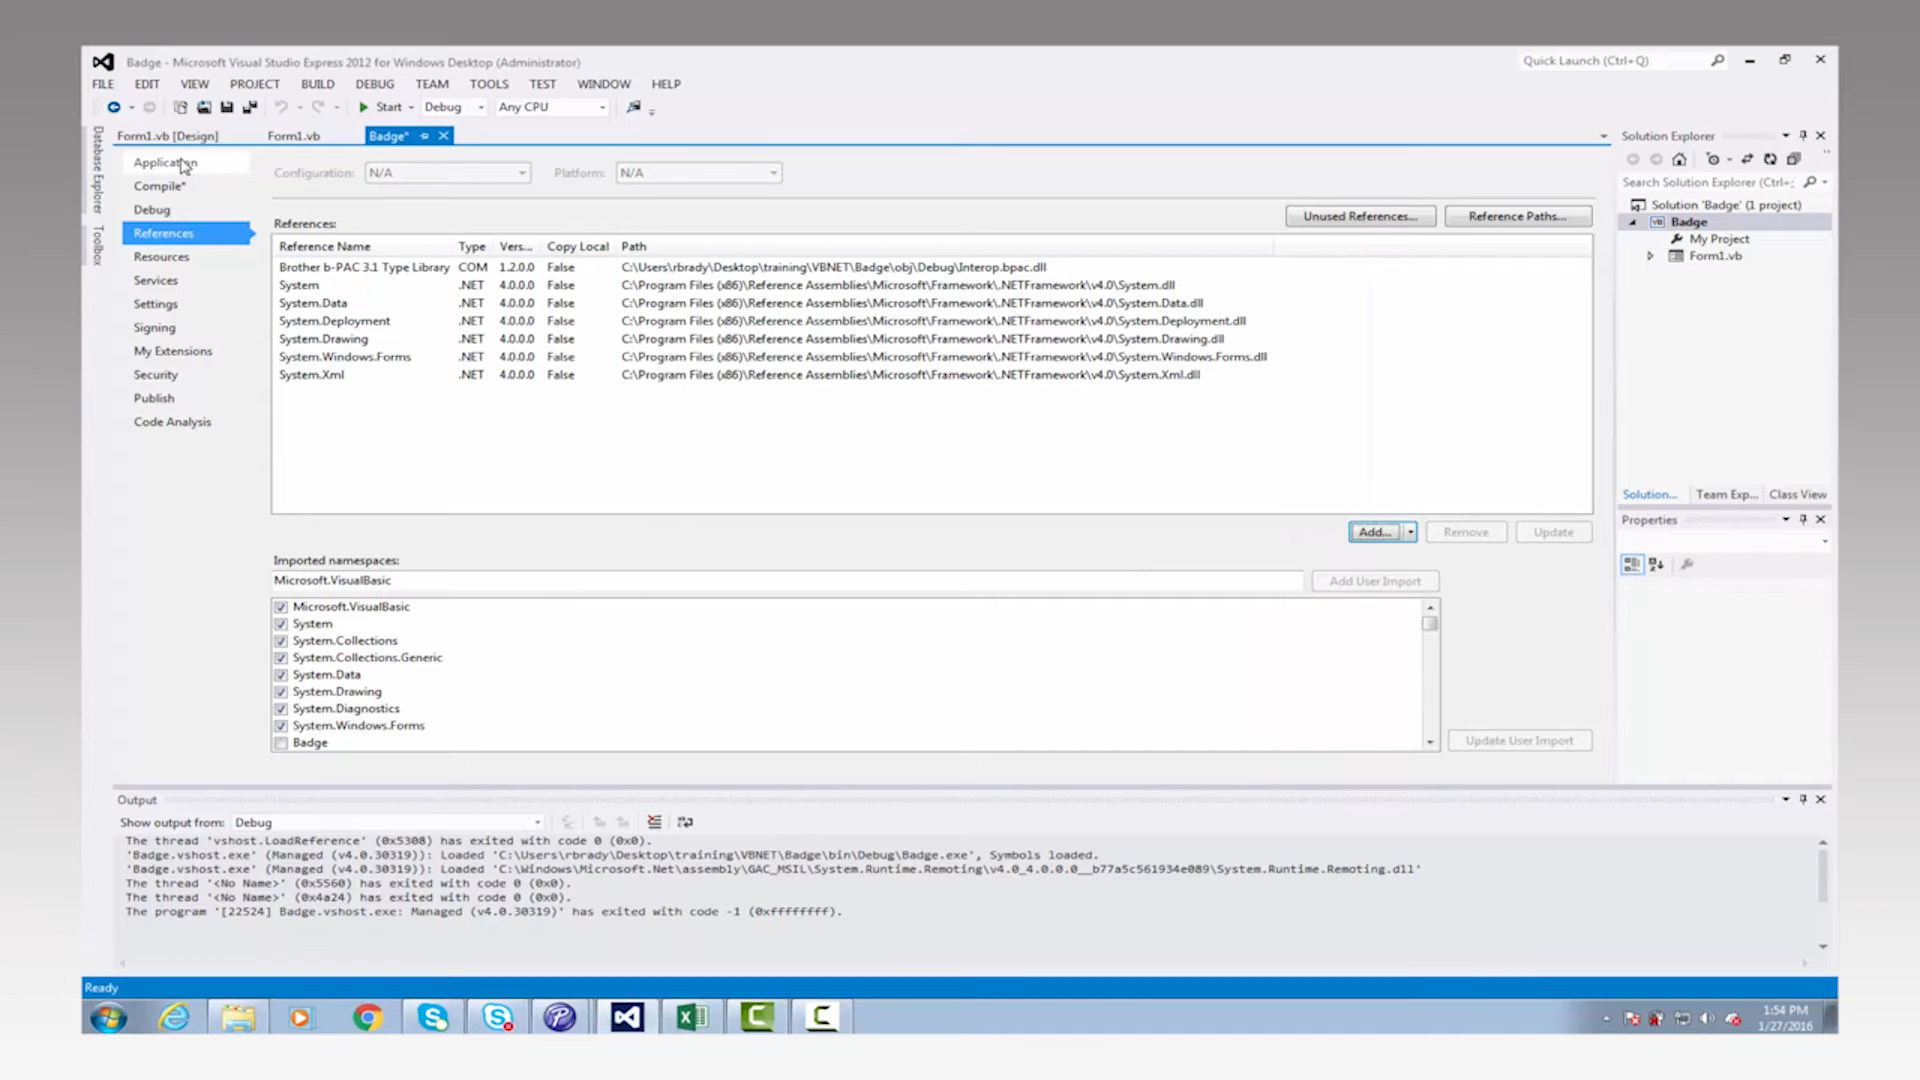 Badge - Microsoft Visual Studio Express 2012 for Windows Desktop (Administrator)
Quick Launch (Ctrl+Q)
FILE EDIT VIEW PROJECT BUILD DEBUG TEAM TOOLS TEST WINDOW HELP
Start Debug Any CPU
Database Explorer
Toolbox
Form1.vb [Design] Form1.vb Badge*
Application
Compile*
Debug
References
Resources
Services
Settings
Signing
My Extensions
Security
Publish
Code Analysis
Configuration: N/A Platform: N/A
References: Unused References... Reference Paths...
Reference Name Type Vers... Copy Local Path
Brother b-PAC 3.1 Type Library COM 1.2.0.0 False C:\Users\rbrady\Desktop\training\VBNET\Badge\obj\Debug\Interop.bpac.dll
System .NET 4.0.0.0 False C:\Program Files (x86)\Reference Assemblies\Microsoft\Framework\.NETFramework\v4.0\System.dll
System.Data .NET 4.0.0.0 False C:\Program Files (x86)\Reference Assemblies\Microsoft\Framework\.NETFramework\v4.0\System.Data.dll
System.Deployment .NET 4.0.0.0 False C:\Program Files (x86)\Reference Assemblies\Microsoft\Framework\.NETFramework\v4.0\System.Deployment.dll
System.Drawing .NET 4.0.0.0 False C:\Program Files (x86)\Reference Assemblies\Microsoft\Framework\.NETFramework\v4.0\System.Drawing.dll
System.Windows.Forms .NET 4.0.0.0 False C:\Program Files (x86)\Reference Assemblies\Microsoft\Framework\.NETFramework\v4.0\System.Windows.Forms.dll
System.Xml .NET 4.0.0.0 False C:\Program Files (x86)\Reference Assemblies\Microsoft\Framework\.NETFramework\v4.0\System.Xml.dll
Add... Remove Update
Imported namespaces:
Microsoft.VisualBasic Add User Import
Microsoft.VisualBasic
System
System.Collections
System.Collections.Generic
System.Data
System.Drawing
System.Diagnostics
System.Windows.Forms
Badge
Update User Import
Solution Explorer
Search Solution Explorer (Ctrl+;
Solution 'Badge' (1 project)
VB Badge
My Project
Form1.vb
Solution... Team Exp... Class View
Properties
Output
Show output from: Debug
The thread 'vshost.LoadReference' (0x5308) has exited with code 0 (0x0).
'Badge.vshost.exe' (Managed (v4.0.30319)): Loaded 'C:\Users\rbrady\Desktop\training\VBNET\Badge\bin\Debug\Badge.exe', Symbols loaded.
'Badge.vshost.exe' (Managed (v4.0.30319)): Loaded 'C:\Windows\Microsoft.Net\assembly\GAC_MSIL\System.Runtime.Remoting\v4.0_4.0.0.0__b77a5c561934e089\System.Runtime.Remoting.dll'
The thread '<No Name>' (0x5560) has exited with code 0 (0x0).
The thread '<No Name>' (0x4a24) has exited with code 0 (0x0).
The program '[22524] Badge.vshost.exe: Managed (v4.0.30319)' has exited with code -1 (0xffffffff).
Ready
1:54 PM
1/27/2016